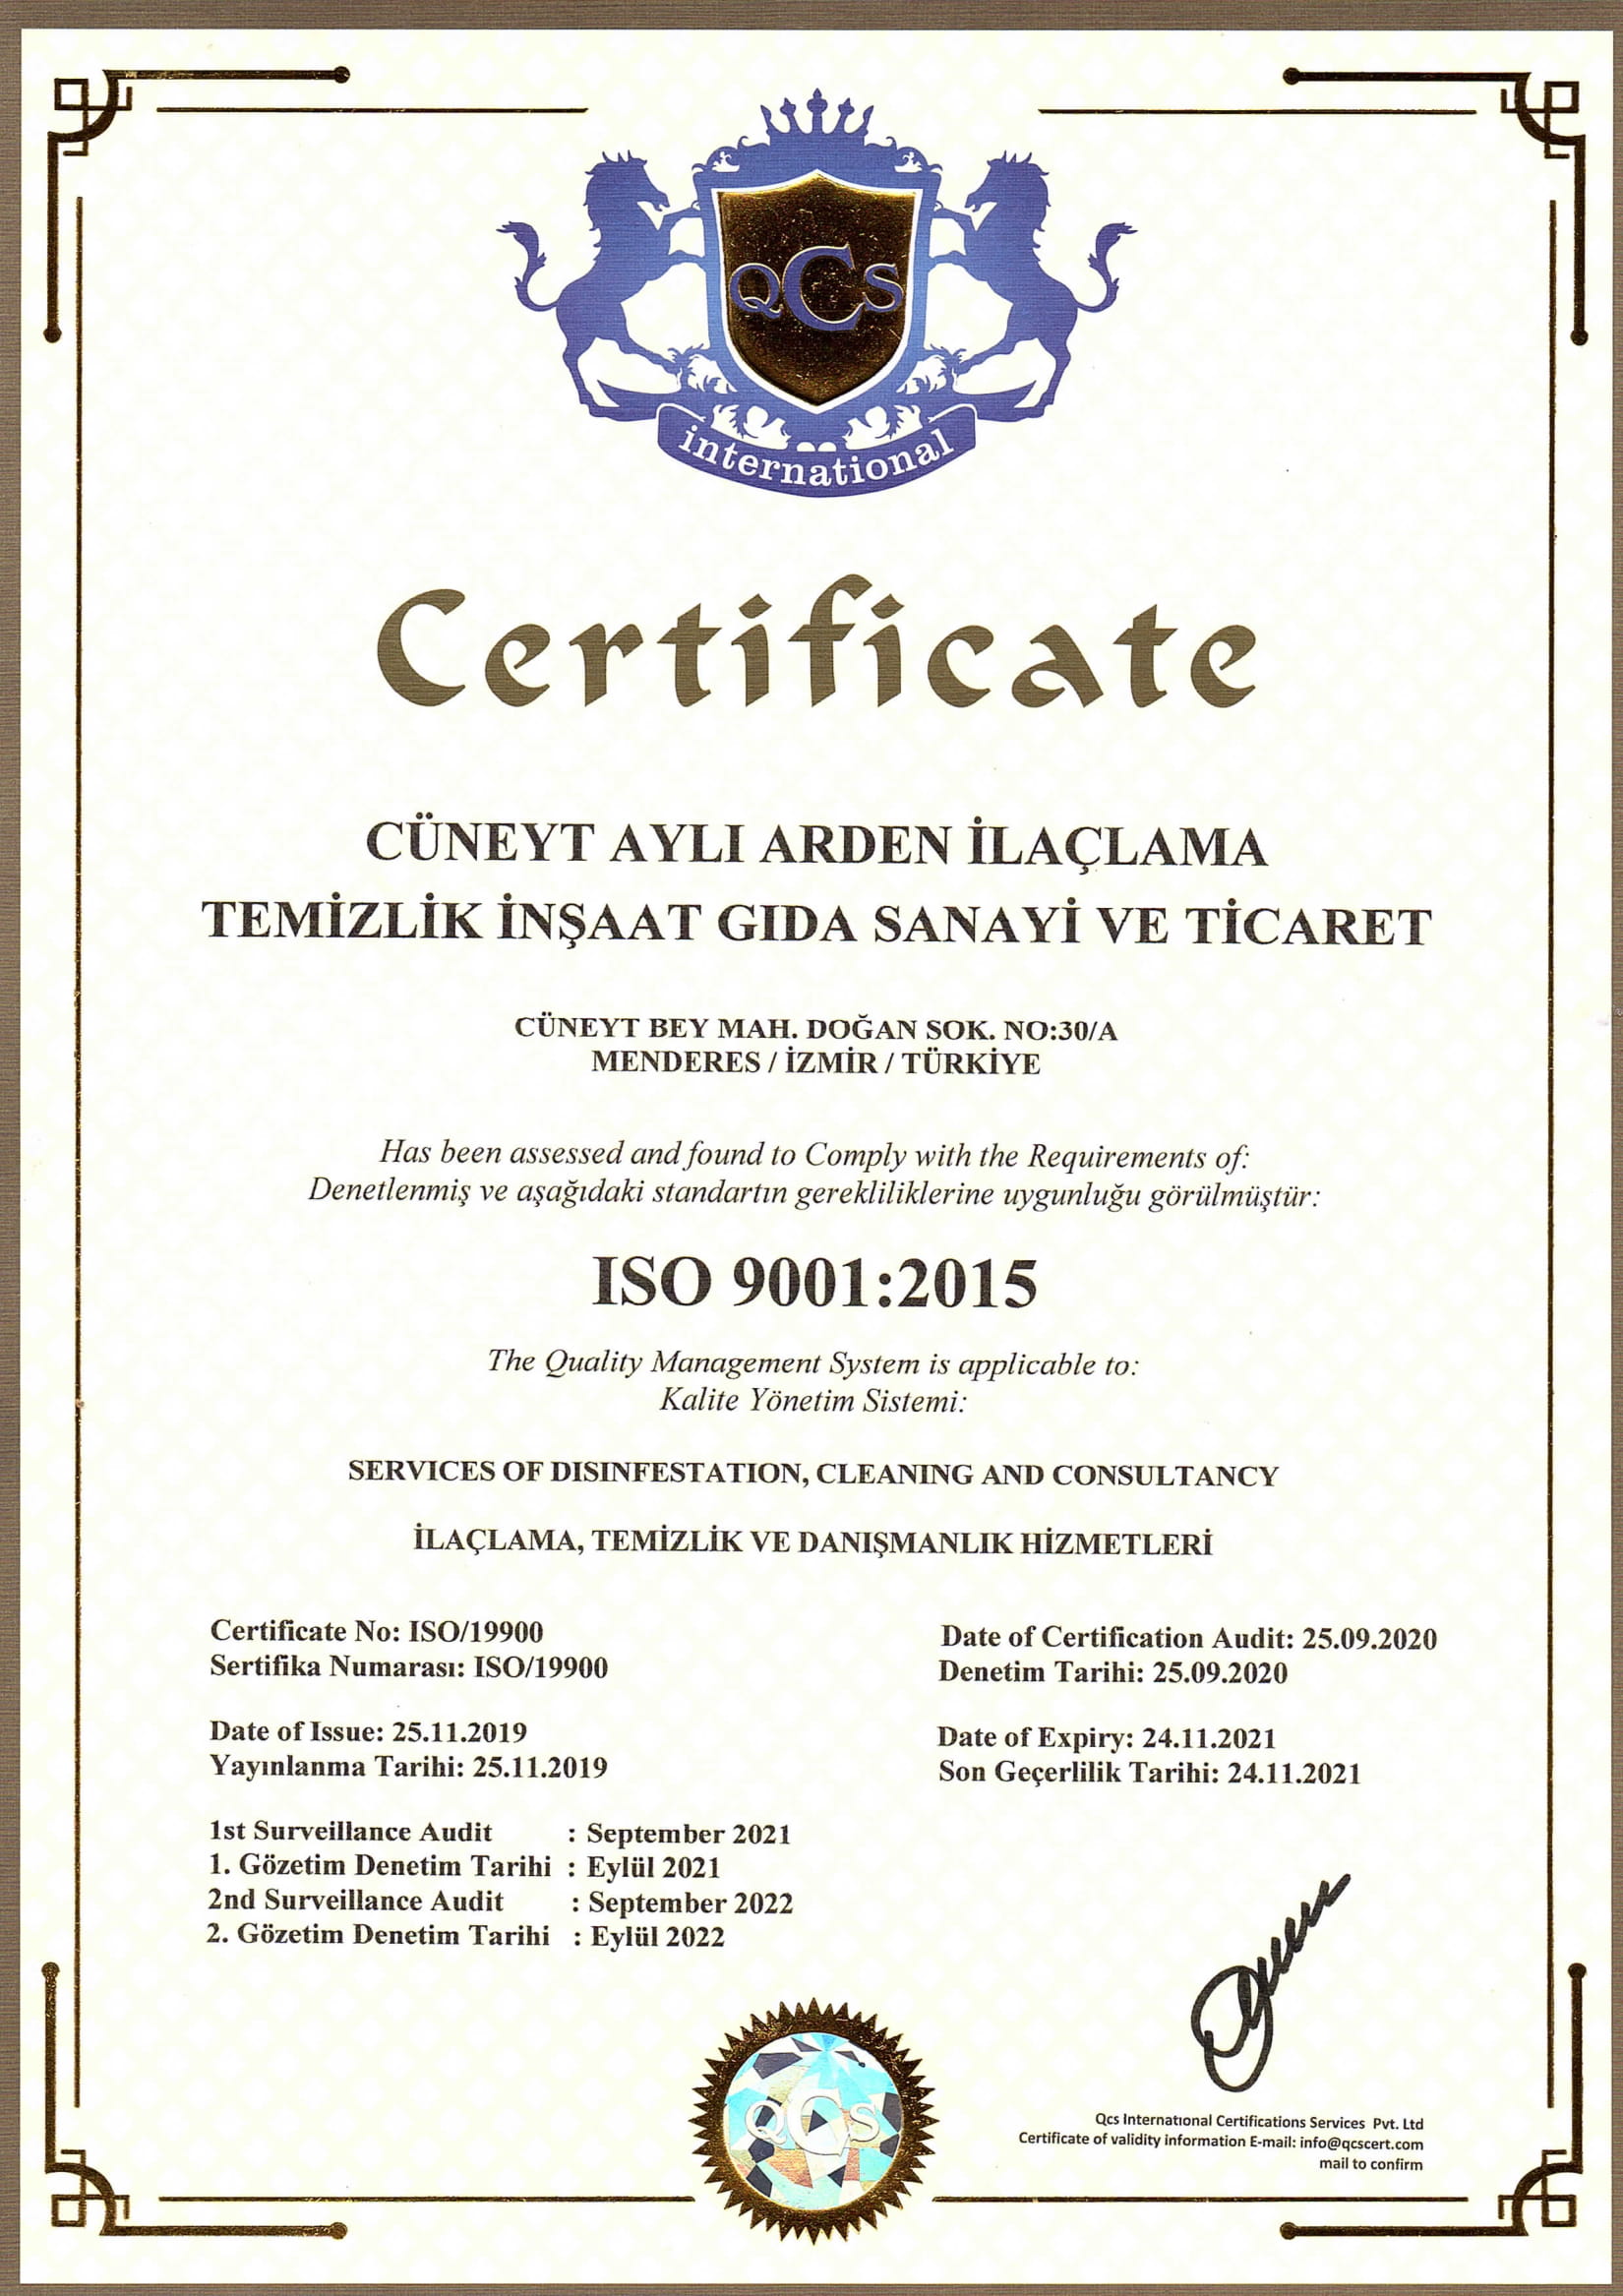 QCS
international
Certificate
CÜNEYT AYLI ARDEN İLAÇLAMA
TEMİZLİK İNŞAAT GIDA SANAYİ VE TİCARET
CÜNEYT BEY MAH. DOĞAN SOK. NO:30/A
MENDERES / İZMİR / TÜRKİYE
Has been assessed and found to Comply with the Requirements of:
Denetlenmiş ve aşağıdaki standartın gerekliliklerine uygunluğu görülmüştür:
ISO 9001:2015
The Quality Management System is applicable to:
Kalite Yönetim Sistemi:
SERVICES OF DISINFESTATION, CLEANING AND CONSULTANCY
İLAÇLAMA, TEMİZLİK VE DANIŞMANLIK HİZMETLERİ
Certificate No: ISO/19900
Sertifika Numarası: ISO/19900
Date of Certification Audit: 25.09.2020
Denetim Tarihi: 25.09.2020
Date of Issue: 25.11.2019
Yayınlanma Tarihi: 25.11.2019
Date of Expiry: 24.11.2021
Son Geçerlilik Tarihi: 24.11.2021
1st Surveillance Audit : September 2021
1. Gözetim Denetim Tarihi : Eylül 2021
2nd Surveillance Audit : September 2022
2. Gözetim Denetim Tarihi : Eylül 2022
QCS
Qcs Internatıonal Certifications Services Pvt. Ltd
Certificate of validity information E-mail: info@qcscert.com
mail to confirm